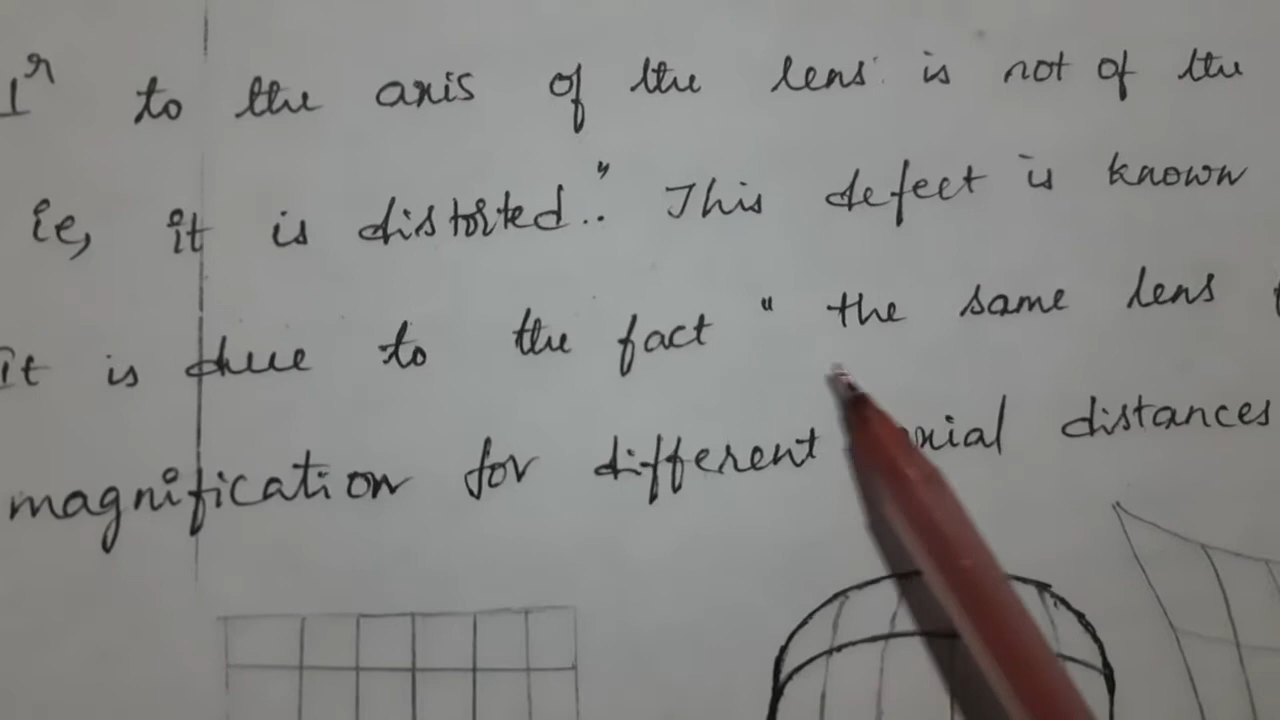 ⊥r to the axis of the lens is not of the
ie, it is distorted.." This defect is known
it is due to the fact " the same lens
magnification for different axial distances